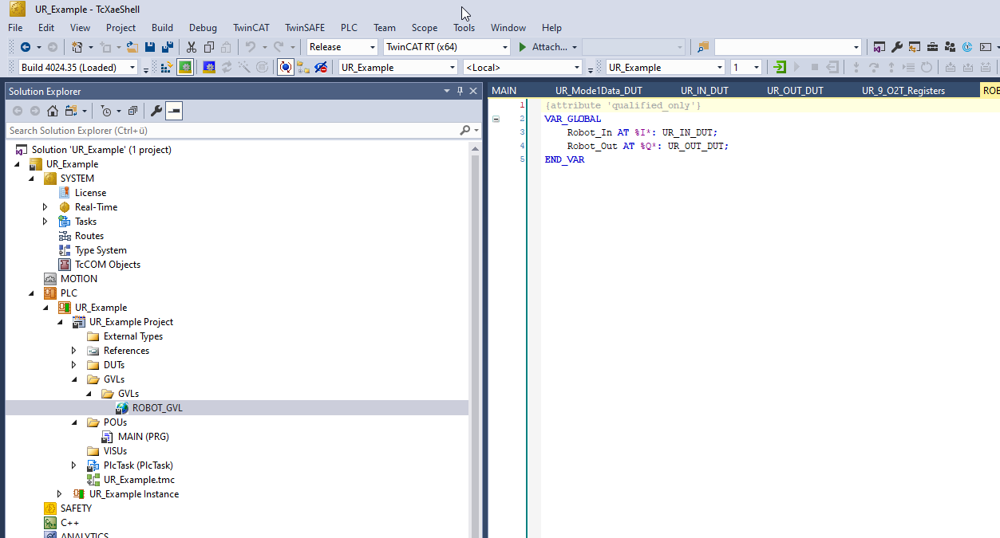 UR_Example - TcXaeShell
File Edit View Project Build Debug TwinCAT TwinSAFE PLC Team Scope Tools Window Help
Release TwinCAT RT (x64) Attach...
Build 4024.35 (Loaded) UR_Example <Local> UR_Example 1
Solution Explorer
Search Solution Explorer (Ctrl+ü)
Solution 'UR_Example' (1 project)
UR_Example
SYSTEM
License
Real-Time
Tasks
Routes
Type System
TcCOM Objects
MOTION
PLC
UR_Example
UR_Example Project
External Types
References
DUTs
GVLs
GVLs
ROBOT_GVL
POUs
MAIN (PRG)
VISUs
PlcTask (PlcTask)
UR_Example.tmc
UR_Example Instance
SAFETY
C++
ANALYTICS
MAIN UR_Mode1Data_DUT UR_IN_DUT UR_OUT_DUT UR_9_O2T_Registers ROB
1 {attribute 'qualified_only'}
2 VAR_GLOBAL
3 Robot_In AT %I*: UR_IN_DUT;
4 Robot_Out AT %Q*: UR_OUT_DUT;
5 END_VAR